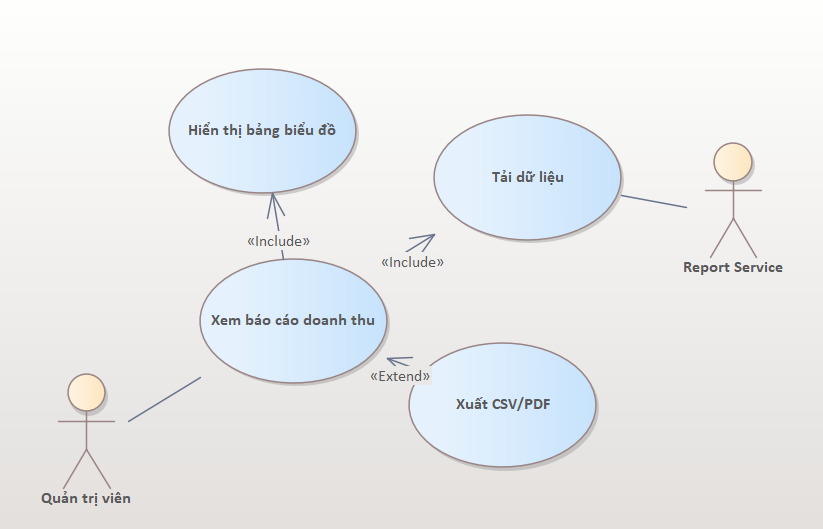 Hiển thị bảng biểu đồ
Tải dữ liệu
«Include»
«Include»
Report Service
Xem báo cáo doanh thu
«Extend»
Xuất CSV/PDF
Quản trị viên